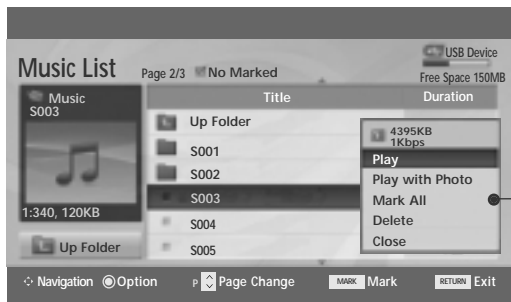 USB Device
Music List Page 2/3 No Marked Free Space 150MB
Music
S003
Title Duration
Up Folder
S001
S002
S003
S004
S005
4395KB
1Kbps
Play
Play with Photo
Mark All
Delete
Close
1:340, 120KB
Up Folder
Navigation Option P Page Change MARK Mark RETURN Exit